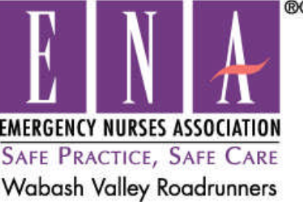 ENA®
EMERGENCY NURSES ASSOCIATION
SAFE PRACTICE, SAFE CARE
Wabash Valley Roadrunners